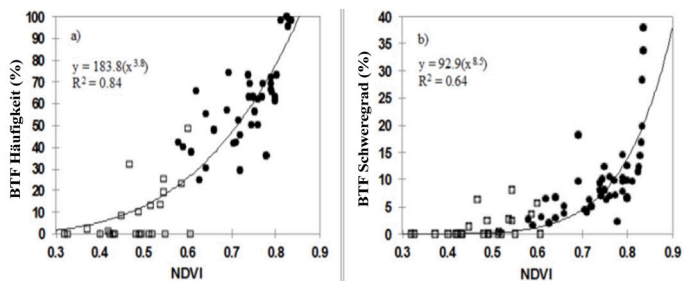 a)
y = 183.8(x^3.8)
R² = 0.84
BTF Häufigkeit (%)
100
90
80
70
60
50
40
30
20
10
0
0.3 0.4 0.5 0.6 0.7 0.8 0.9
NDVI
b)
y = 92.9(x^8.5)
R² = 0.64
BTF Schweregrad (%)
40
35
30
25
20
15
10
5
0
0.3 0.4 0.5 0.6 0.7 0.8 0.9
NDVI